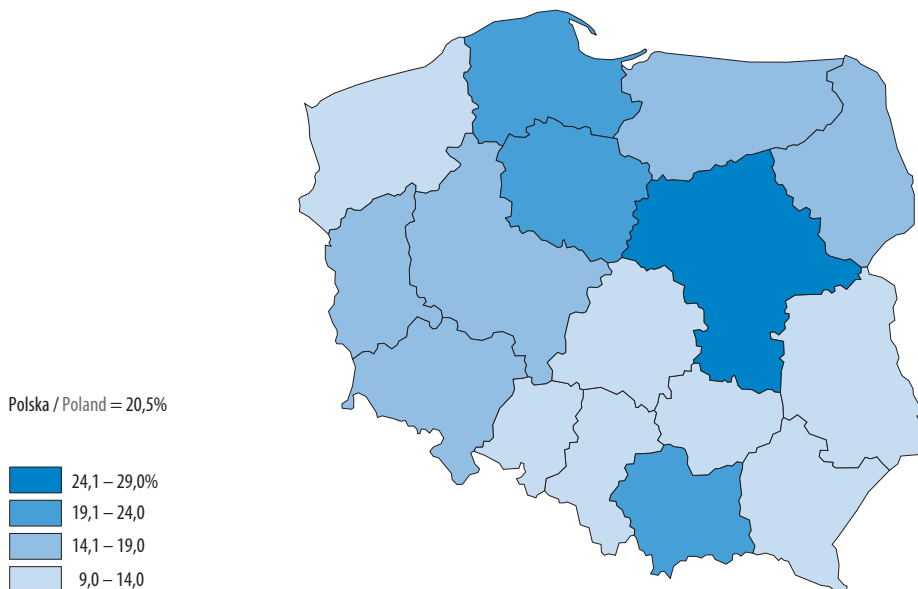 Polska / Poland = 20,5%
24,1 – 29,0%
19,1 – 24,0
14,1 – 19,0
9,0 – 14,0